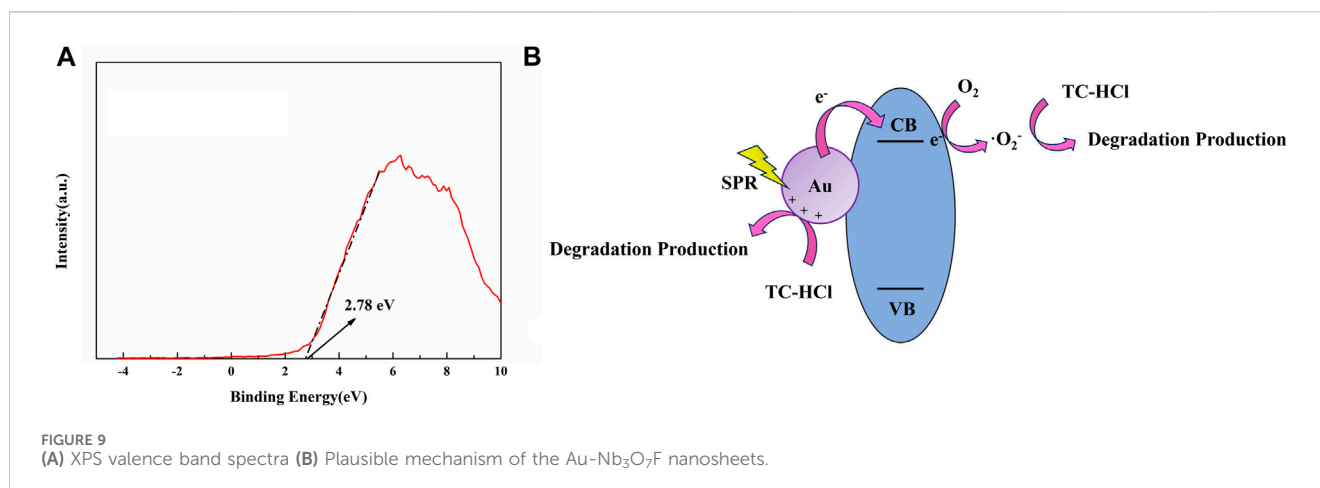 A
Intensity(a.u.)
2.78 eV
-4 -2 0 2 4 6 8 10
Binding Energy(eV)
B
e-
CB
e-
O₂
·O₂⁻
TC-HCl
Degradation Production
SPR
Au
+ + +
Degradation Production
TC-HCl
VB
FIGURE 9
(A) XPS valence band spectra (B) Plausible mechanism of the Au-Nb₃O₇F nanosheets.